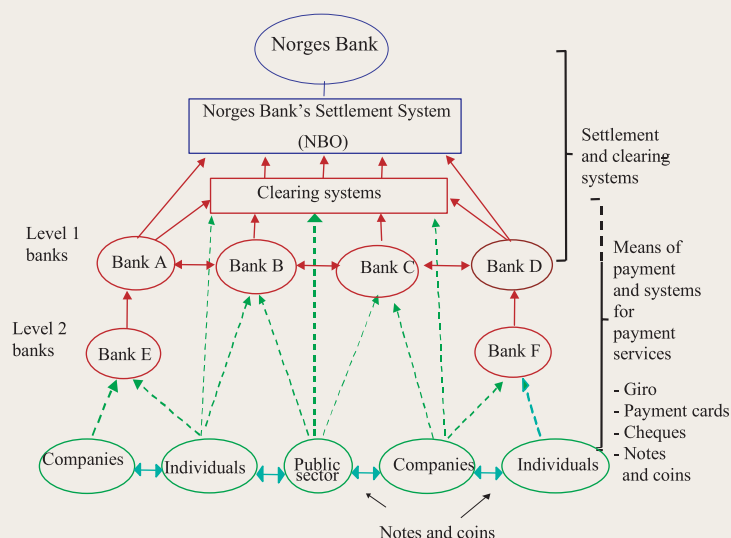 Norges Bank
Norges Bank's Settlement System
(NBO)
Clearing systems
Settlement
and clearing
systems
Level 1
banks
Bank A
Bank B
Bank C
Bank D
Means of
payment
and systems
for
payment
services
Level 2
banks
Bank E
Bank F
- Giro
- Payment cards
- Cheques
- Notes
and coins
Companies
Individuals
Public
sector
Companies
Individuals
Notes and coins